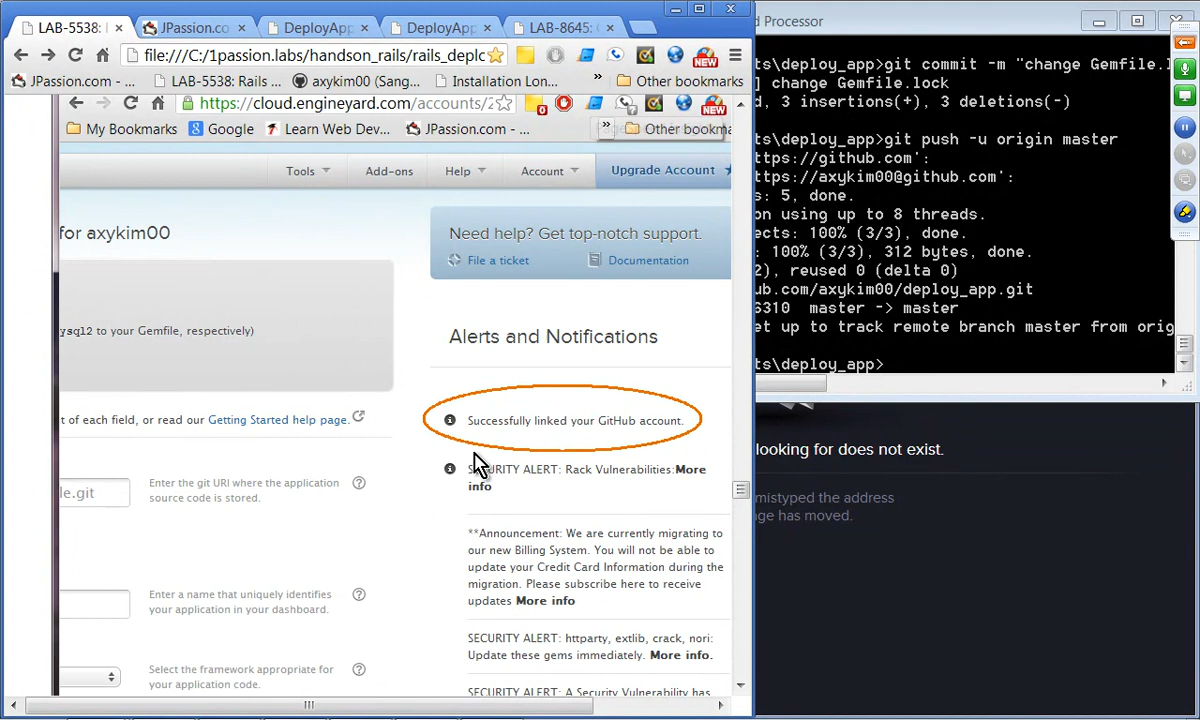 LAB-5538: I
JPassion.co
DeployApp
DeployApp
LAB-8645: 
file:///C:/1passion.labs/handson_rails/rails_deplc
NEW
JPassion.com - ...
LAB-5538: Rails ...
axykim00 (Sang...
Installation Lon...
»
Other bookmarks
https://cloud.engineyard.com/accounts/2
0
NEW
My Bookmarks
Google
Learn Web Dev...
JPassion.com - ...
»
Other bookma
Tools
Add-ons
Help
Account
Upgrade Account
for axykim00
Need help? Get top-notch support.
File a ticket
Documentation
ysql2 to your Gemfile, respectively)
Alerts and Notifications
t of each field, or read our Getting Started help page.
Successfully linked your GitHub account.
SECURITY ALERT: Rack Vulnerabilities:More
info
le.git
Enter the git URI where the application
source code is stored.
**Announcement: We are currently migrating to
our new Billing System. You will not be able to
update your Credit Card Information during the
migration. Please subscribe here to receive
updates More info
Enter a name that uniquely identifies
your application in your dashboard.
SECURITY ALERT: httparty, extlib, crack, nori:
Update these gems immediately. More info.
Select the framework appropriate for
your application code.
SECURITY ALERT: A Security Vulnerability has
d Processor
ts\deploy_app>git commit -m "change Gemfile.l
] change Gemfile.lock
d, 3 insertions(+), 3 deletions(-)
ts\deploy_app>git push -u origin master
ttps://github.com':
ttps://axykim00@github.com':
s: 5, done.
on using up to 8 threads.
ects: 100% (3/3), done.
: 100% (3/3), 312 bytes, done.
2), reused 0 (delta 0)
ub.com/axykim00/deploy_app.git
6310 master -> master
et up to track remote branch master from orig
ts\deploy_app>
looking for does not exist.
mistyped the address
ge has moved.